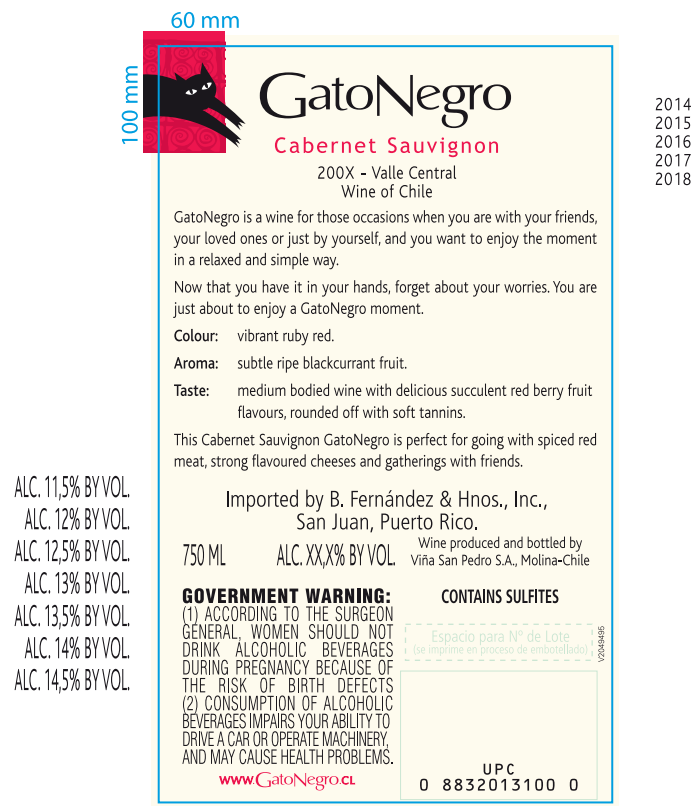 60 mm
100 mm
GatoNegro
Cabernet Sauvignon
200X - Valle Central
Wine of Chile
2014
2015
2016
2017
2018
GatoNegro is a wine for those occasions when you are with your friends,
your loved ones or just by yourself, and you want to enjoy the moment
in a relaxed and simple way.
Now that you have it in your hands, forget about your worries. You are
just about to enjoy a GatoNegro moment.
Colour: vibrant ruby red.
Aroma: subtle ripe blackcurrant fruit.
Taste: medium bodied wine with delicious succulent red berry fruit
flavours, rounded off with soft tannins.
This Cabernet Sauvignon GatoNegro is perfect for going with spiced red
meat, strong flavoured cheeses and gatherings with friends.
ALC. 11,5% BY VOL.
ALC. 12% BY VOL.
ALC. 12,5% BY VOL.
ALC. 13% BY VOL.
ALC. 13,5% BY VOL.
ALC. 14% BY VOL.
ALC. 14,5% BY VOL.
Imported by B. Fernández & Hnos., Inc.,
San Juan, Puerto Rico.
750 ML ALC. XX,X% BY VOL.
Wine produced and bottled by
Viña San Pedro S.A., Molina-Chile
GOVERNMENT WARNING:
(1) ACCORDING TO THE SURGEON
GENERAL, WOMEN SHOULD NOT
DRINK ALCOHOLIC BEVERAGES
DURING PREGNANCY BECAUSE OF
THE RISK OF BIRTH DEFECTS
(2) CONSUMPTION OF ALCOHOLIC
BEVERAGES IMPAIRS YOUR ABILITY TO
DRIVE A CAR OR OPERATE MACHINERY,
AND MAY CAUSE HEALTH PROBLEMS.
www.GatoNegro.CL
CONTAINS SULFITES
Espacio para Nº de Lote
(se imprime en proceso de embotellado)
V2049495
UPC
0 8832013100 0